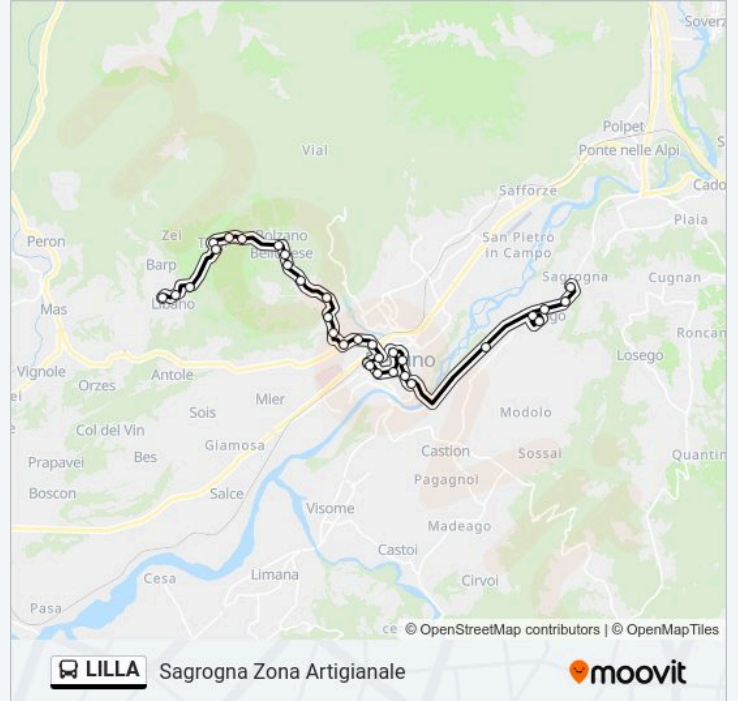 Soverz
Polpet
Ponte nelle Alpi
Vial
Safforze
Cado
Piaia
Zei
Bolzano
Bellunese
Peron
San Pietro
in Campo
Barp
Sagrogna
Cugnan
Libano
Mas
Roncan
Vignole
Antole
Losego
Orzes
Mier
Sois
Modolo
Col del Vin
Giamosa
Castion
Sossai
Quantin
Prapavei
Bes
Pagagnol
Boscon
Salce
Visome
Madeago
Castoi
Cesa
Limana
Cirvoi
Pasa
ce
© OpenStreetMap contributors | © OpenMapTiles
LILLA Sagrogna Zona Artigianale
moovit